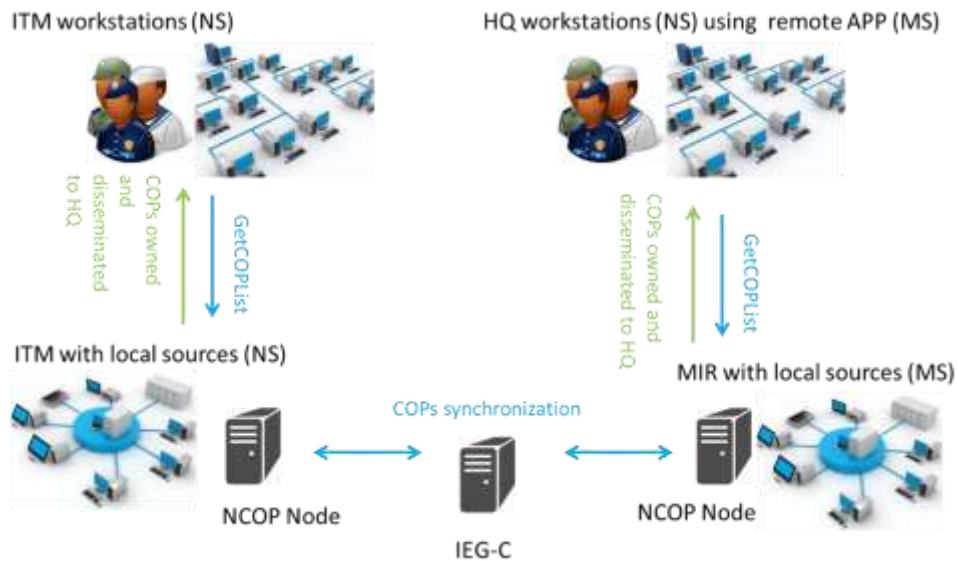 ITM workstations (NS)
HQ workstations (NS) using remote APP (MS)
COPs owned
and
disseminated
to HQ
GetCOPList
COPs owned and
disseminated to HQ
GetCOPList
ITM with local sources (NS)
MIR with local sources (MS)
COPs synchronization
NCOP Node
NCOP Node
IEG-C